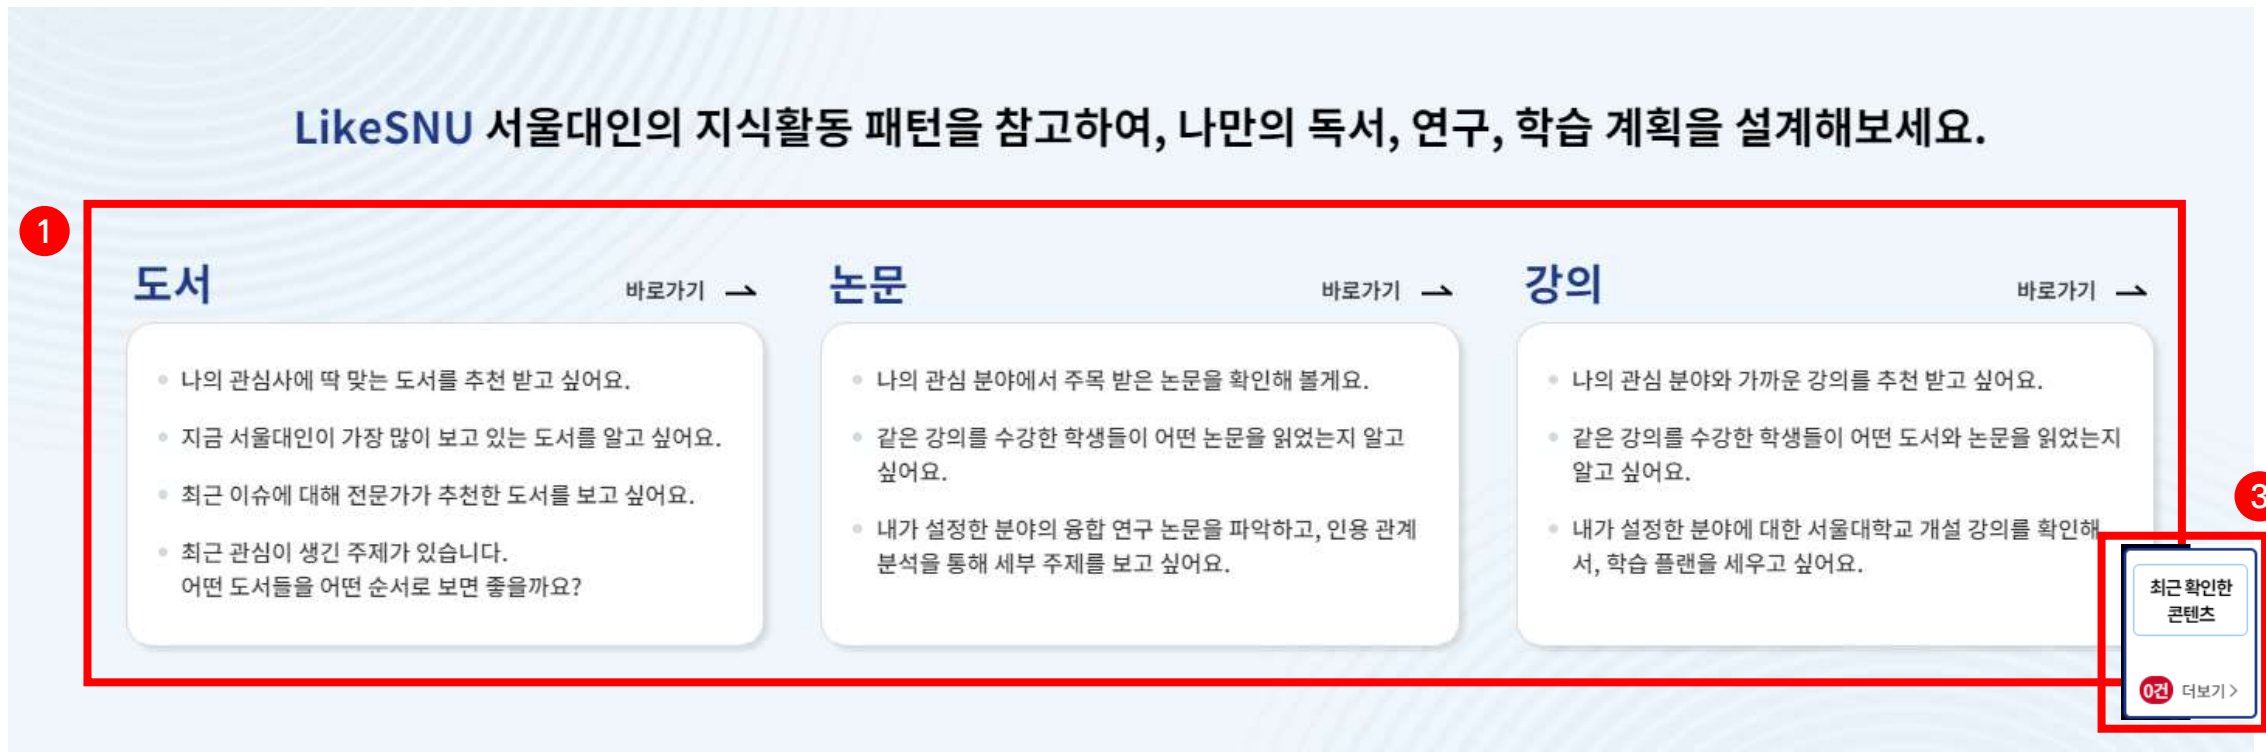 LikeSNU 서울대인의 지식활동 패턴을 참고하여, 나만의 독서, 연구, 학습 계획을 설계해보세요.
1
도서
바로가기
나의 관심사에 딱 맞는 도서를 추천 받고 싶어요.
지금 서울대인이 가장 많이 보고 있는 도서를 알고 싶어요.
최근 이슈에 대해 전문가가 추천한 도서를 보고 싶어요.
최근 관심이 생긴 주제가 있습니다.
어떤 도서들을 어떤 순서로 보면 좋을까요?
논문
바로가기
나의 관심 분야에서 주목 받은 논문을 확인해 볼게요.
같은 강의를 수강한 학생들이 어떤 논문을 읽었는지 알고
싶어요.
내가 설정한 분야의 융합 연구 논문을 파악하고, 인용 관계
분석을 통해 세부 주제를 보고 싶어요.
강의
바로가기
나의 관심 분야와 가까운 강의를 추천 받고 싶어요.
같은 강의를 수강한 학생들이 어떤 도서와 논문을 읽었는지
알고 싶어요.
내가 설정한 분야에 대한 서울대학교 개설 강의를 확인해
서, 학습 플랜을 세우고 싶어요.
3
최근 확인한
콘텐츠
0건 더보기 >